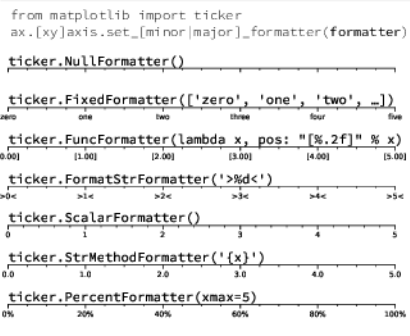 from matplotlib import ticker
ax.[xy]axis.set_[minor|major]_formatter(formatter)
ticker.NullFormatter()
ticker.FixedFormatter(['zero', 'one', 'two', …])
zero one two three four five
ticker.FuncFormatter(lambda x, pos: "[%.2f]" % x)
0.00] [1.00] [2.00] [3.00] [4.00] [5.00]
ticker.FormatStrFormatter('>%d<')
>0< >1< >2< >3< >4< >5<
ticker.ScalarFormatter()
0 1 2 3 4 5
ticker.StrMethodFormatter('{x}')
0.0 1.0 2.0 3.0 4.0 5.0
ticker.PercentFormatter(xmax=5)
0% 20% 40% 60% 80% 100%